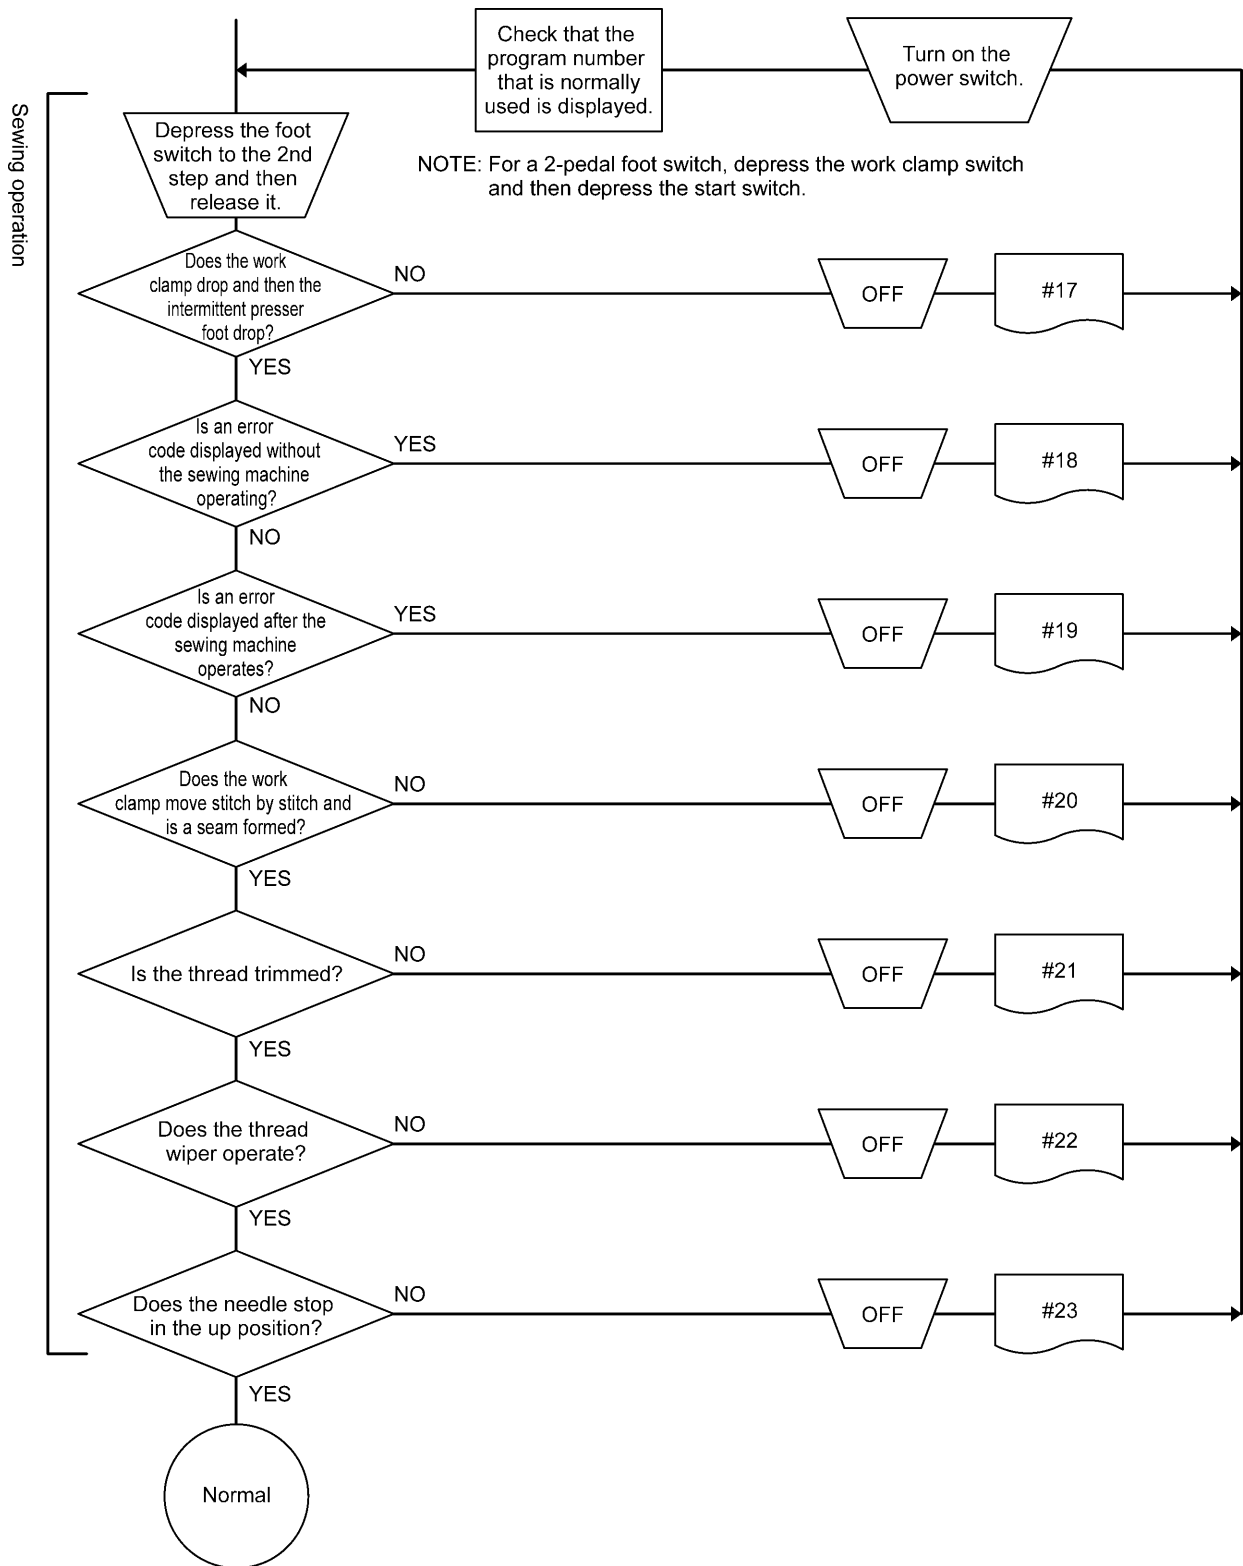 Check that the
program number
that is normally
used is displayed.
Turn on the
power switch.
Sewing operation
Depress the foot
switch to the 2nd
step and then
release it.
NOTE: For a 2-pedal foot switch, depress the work clamp switch
and then depress the start switch.
Does the work
clamp drop and then the
intermittent presser
foot drop?
NO
OFF
#17
YES
Is an error
code displayed without
the sewing machine
operating?
YES
OFF
#18
NO
Is an error
code displayed after the
sewing machine
operates?
YES
OFF
#19
NO
Does the work
clamp move stitch by stitch and
is a seam formed?
NO
OFF
#20
YES
Is the thread trimmed?
NO
OFF
#21
YES
Does the thread
wiper operate?
NO
OFF
#22
YES
Does the needle stop
in the up position?
NO
OFF
#23
YES
Normal